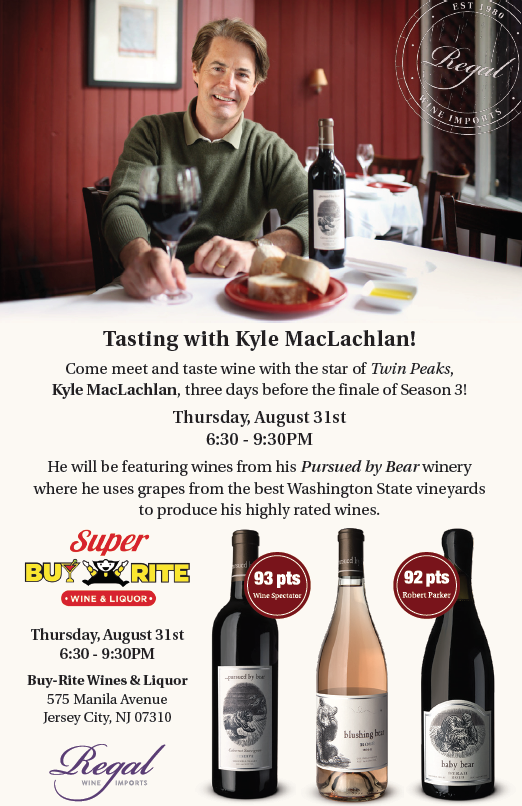 EST 1980
Regal
WINE IMPORTS
Tasting with Kyle MacLachlan!
Come meet and taste wine with the star of Twin Peaks,
Kyle MacLachlan, three days before the finale of Season 3!
Thursday, August 31st
6:30 - 9:30PM
He will be featuring wines from his Pursued by Bear winery
where he uses grapes from the best Washington State vineyards
to produce his highly rated wines.
Super
BUY RITE
WINE & LIQUOR
Thursday, August 31st
6:30 - 9:30PM
Buy-Rite Wines & Liquor
575 Manila Avenue
Jersey City, NJ 07310
Regal
WINE IMPORTS
93 pts
Wine Spectator
...pursued by bear
Cabernet Sauvignon
blushing bear
92 pts
Robert Parker
baby bear
SYRAH